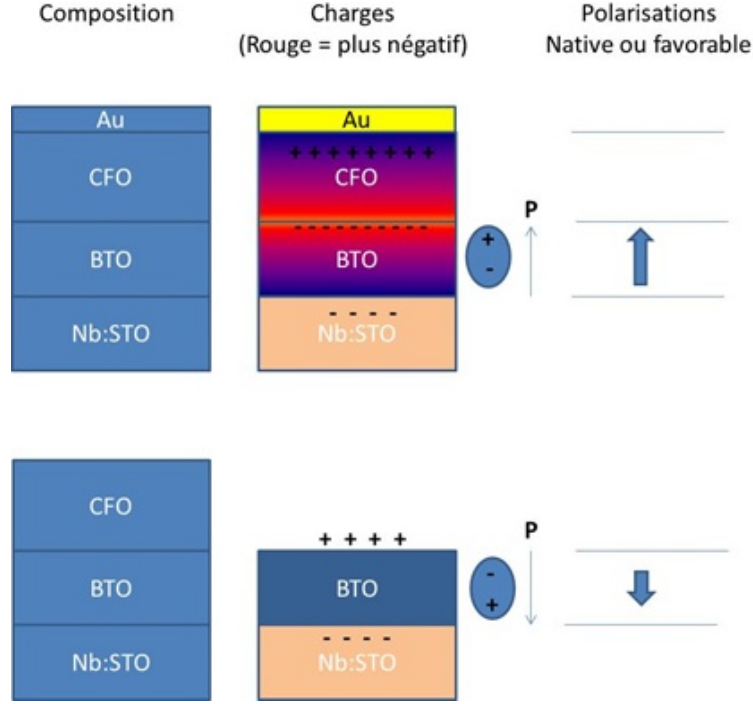 Composition
Charges
(Rouge = plus négatif)
Polarisations
Native ou favorable
Au
CFO
BTO
Nb:STO
Au
+ + + + + + + +
CFO
- - - - - - - - - -
BTO
- - - -
Nb:STO
+
-
P
CFO
BTO
Nb:STO
+ + + +
BTO
- - - -
Nb:STO
-
+
P